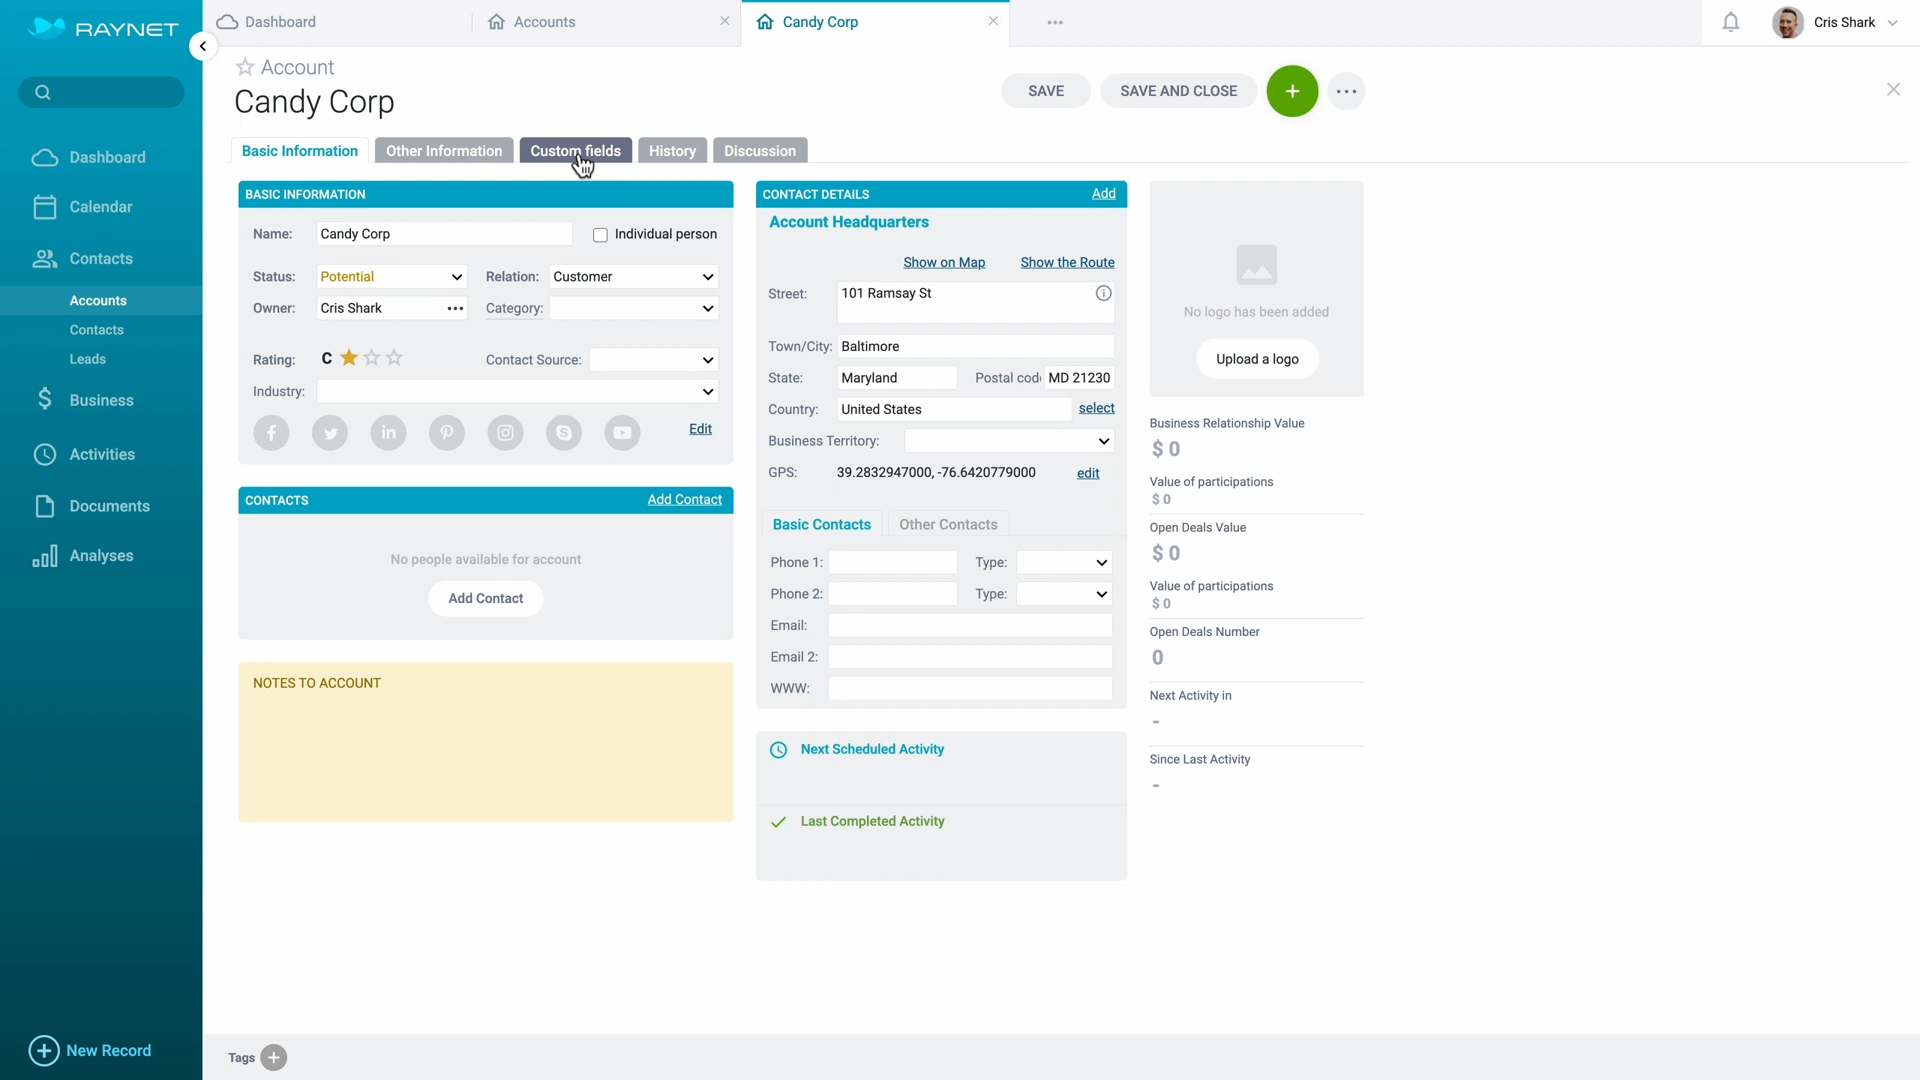 RAYNET
Dashboard
Accounts
Candy Corp
Cris Shark
Account
Candy Corp
SAVE
SAVE AND CLOSE
Basic Information
Other Information
Custom fields
History
Discussion
Dashboard
Calendar
Contacts
Accounts
Contacts
Leads
Business
Activities
Documents
Analyses
New Record
BASIC INFORMATION
Name: Candy Corp
Individual person
Status: Potential
Relation: Customer
Owner: Cris Shark
Category:
Rating: C
Contact Source:
Industry:
Edit
CONTACTS
Add Contact
No people available for account
Add Contact
NOTES TO ACCOUNT
CONTACT DETAILS
Add
Account Headquarters
Show on Map
Show the Route
Street: 101 Ramsay St
Town/City: Baltimore
State: Maryland
Postal cod MD 21230
Country: United States
select
Business Territory:
GPS: 39.2832947000, -76.6420779000
edit
Basic Contacts
Other Contacts
Phone 1:
Type:
Phone 2:
Type:
Email:
Email 2:
WWW:
Next Scheduled Activity
Last Completed Activity
No logo has been added
Upload a logo
Business Relationship Value
$ 0
Value of participations
$ 0
Open Deals Value
$ 0
Value of participations
$ 0
Open Deals Number
0
Next Activity in
-
Since Last Activity
-
Tags